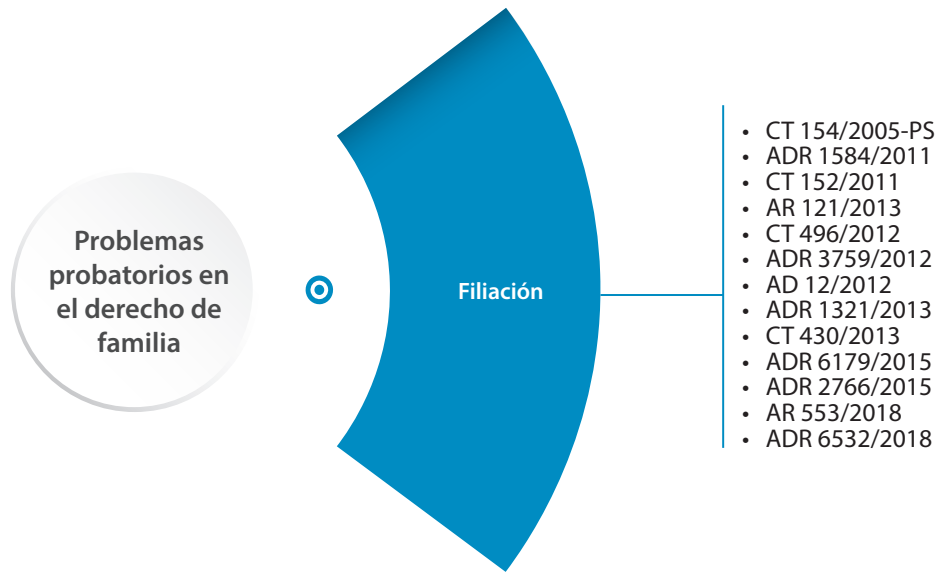 Problemas
probatorios en
el derecho de
familia
Filiación
• CT 154/2005-PS
• ADR 1584/2011
• CT 152/2011
• AR 121/2013
• CT 496/2012
• ADR 3759/2012
• AD 12/2012
• ADR 1321/2013
• CT 430/2013
• ADR 6179/2015
• ADR 2766/2015
• AR 553/2018
• ADR 6532/2018